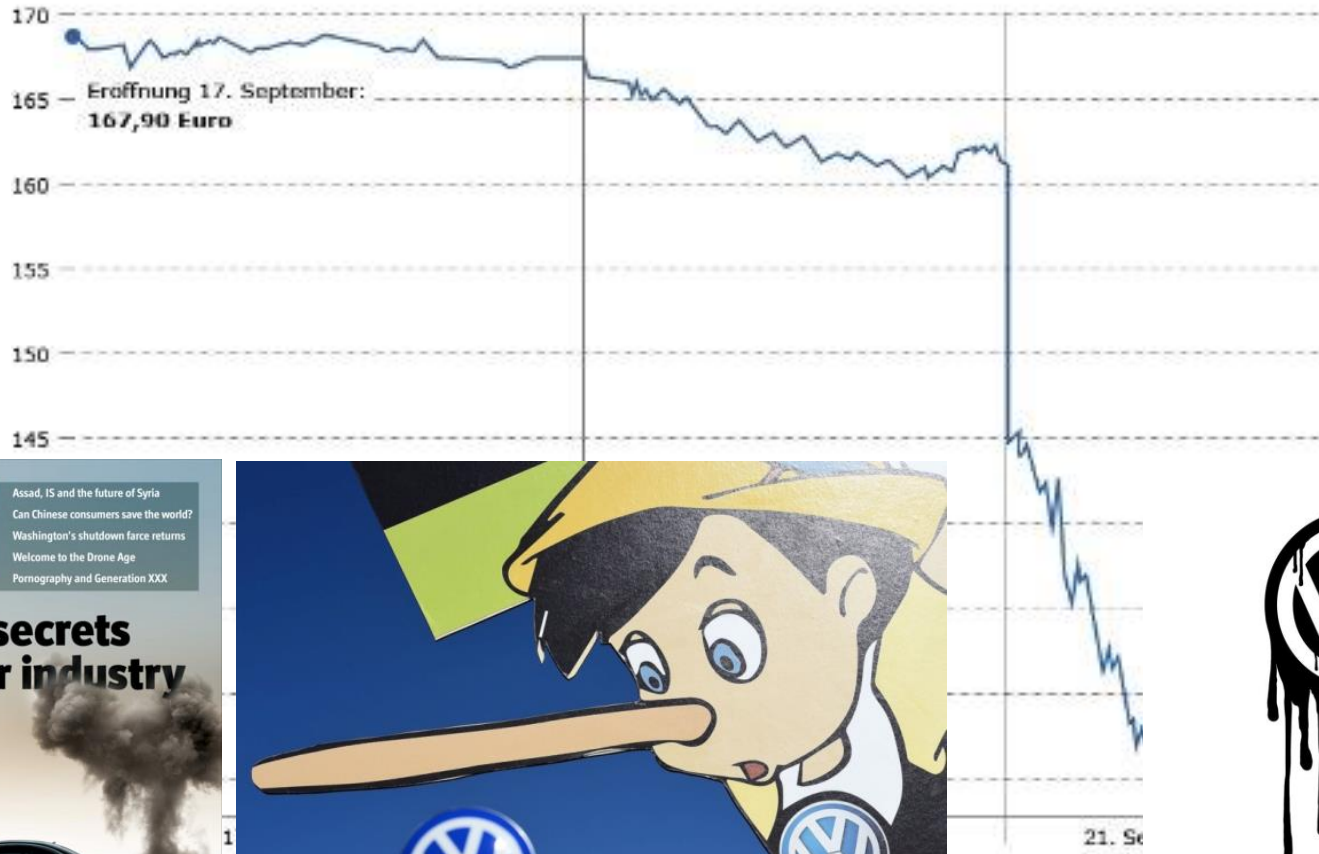 170
165
Eröffnung 17. September:
167,90 Euro
160
155
150
145
Assad, IS and the future of Syria
Can Chinese consumers save the world?
Washington's shutdown farce returns
Welcome to the Drone Age
Pornography and Generation XXX
secrets
r industry
1
21. Se